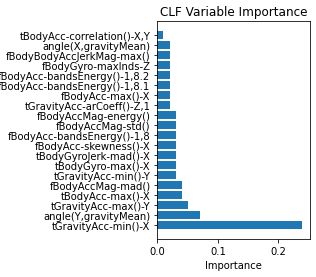 CLF Variable Importance
tBodyAcc-correlation()-X,Y
angle(X,gravityMean)
fBodyBodyAccJerkMag-max()
fBodyGyro-maxInds-Z
fBodyAcc-bandsEnergy()-1,8.2
fBodyAcc-bandsEnergy()-1,8.1
fBodyAcc-max()-X
tGravityAcc-arCoeff()-Z,1
fBodyAccMag-energy()
fBodyAccMag-std()
fBodyAcc-bandsEnergy()-1,8
fBodyAcc-skewness()-X
tBodyGyroJerk-mad()-X
tBodyGyro-max()-X
tGravityAcc-min()-Y
fBodyAccMag-mad()
tBodyAcc-max()-X
tGravityAcc-max()-Y
angle(Y,gravityMean)
tGravityAcc-min()-X
0.0 0.1 0.2
Importance